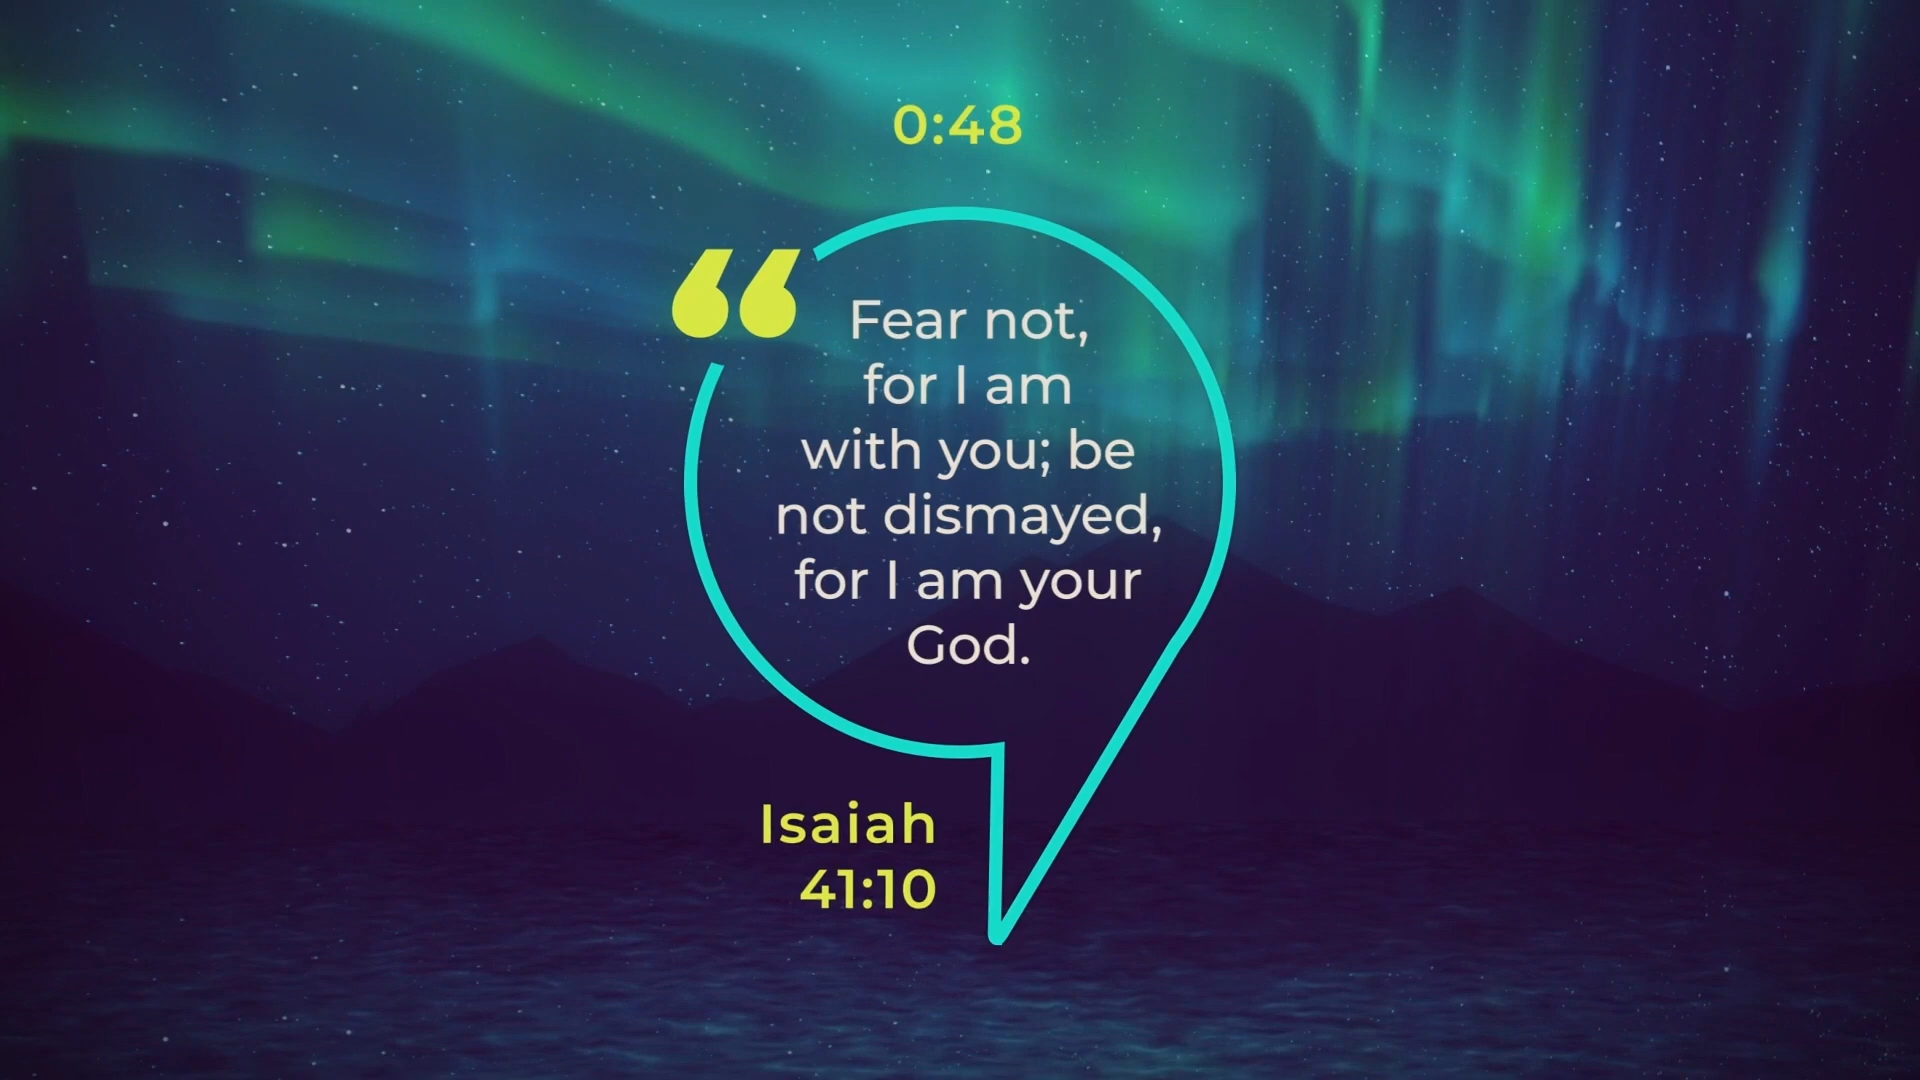 0:48
“
Fear not,
for I am
with you; be
not dismayed,
for I am your
God.
Isaiah
41:10